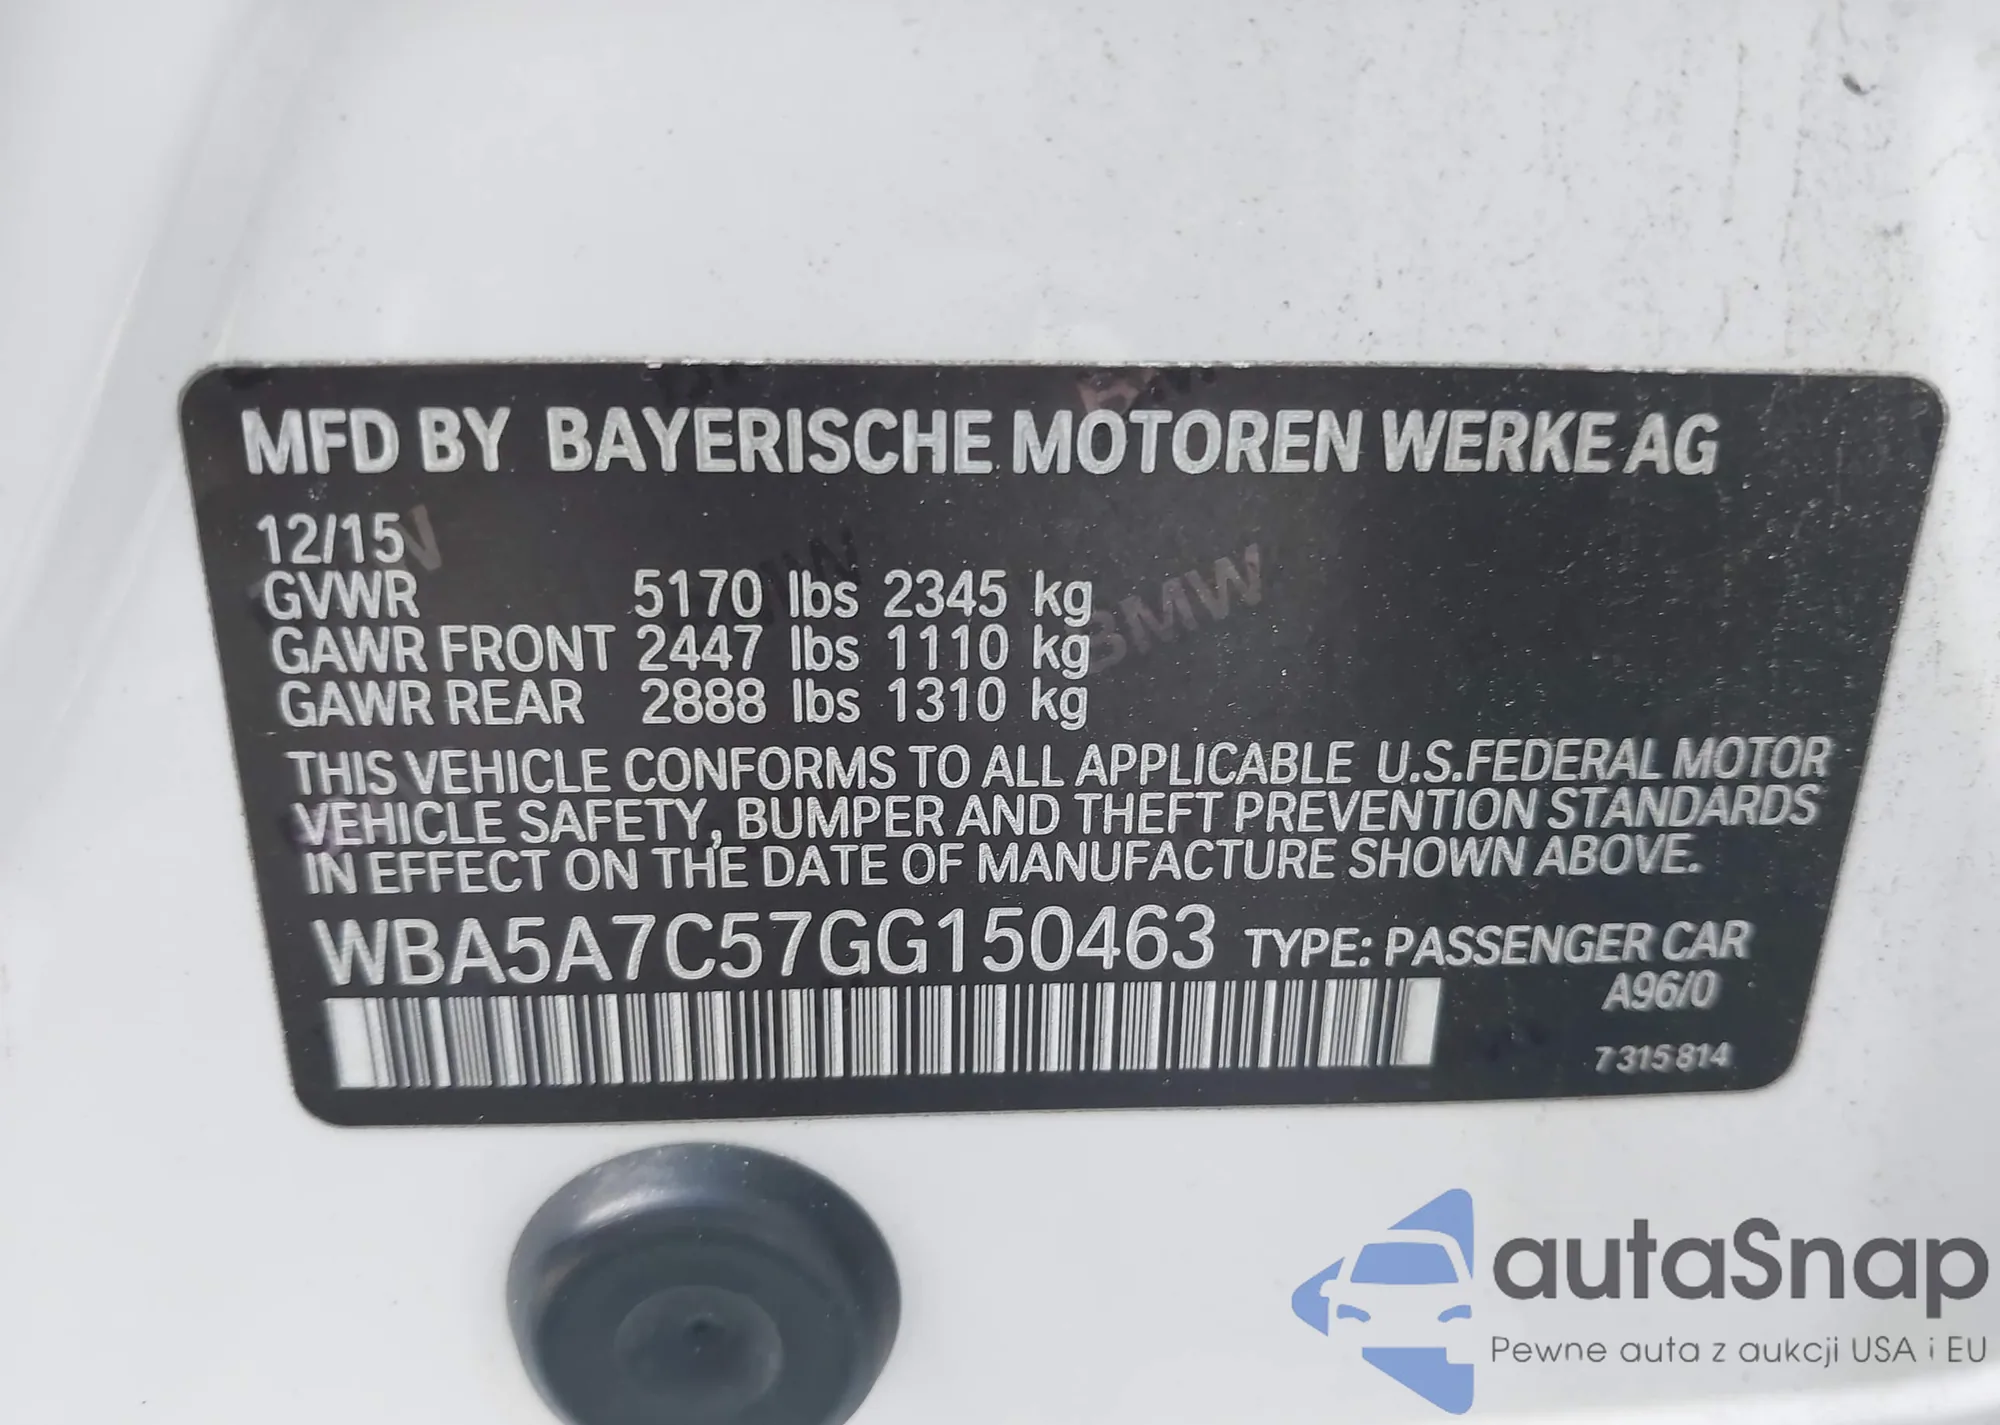 MFD BY BAYERISCHE MOTOREN WERKE AG
12/15
GVWR 5170 lbs 2345 kg
GAWR FRONT 2447 lbs 1110 kg
GAWR REAR 2888 lbs 1310 kg
THIS VEHICLE CONFORMS TO ALL APPLICABLE U.S.FEDERAL MOTOR
VEHICLE SAFETY, BUMPER AND THEFT PREVENTION STANDARDS
IN EFFECT ON THE DATE OF MANUFACTURE SHOWN ABOVE.
WBA5A7C57GG150463 TYPE: PASSENGER CAR
A96/0
7 315 814
autaSnap
Pewne auta z aukcji USA i EU